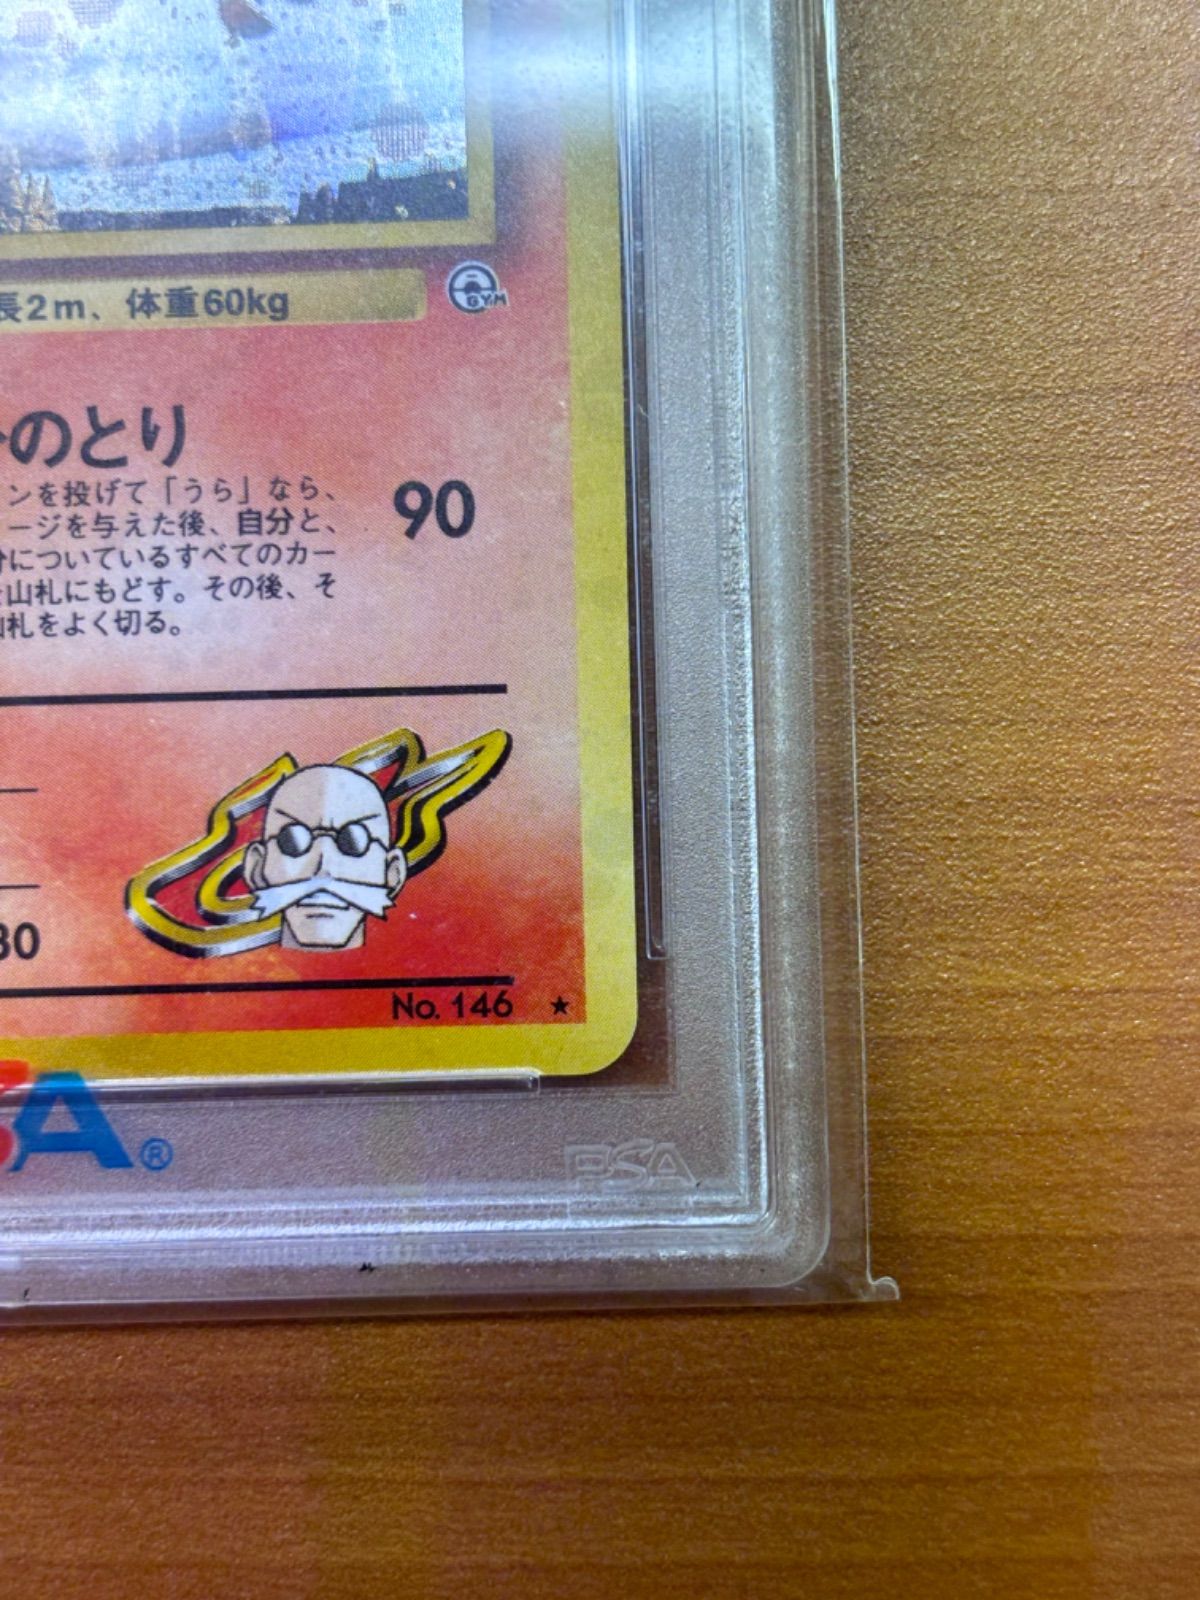 長2m、体重60kg
GYM
のとり
ンを投げて「うら」なら、
ージを与えた後、自分と、
分についているすべてのカー
山札にもどす。その後、そ
山札をよく切る。
90
80
No. 146 ★
SA®
PSA